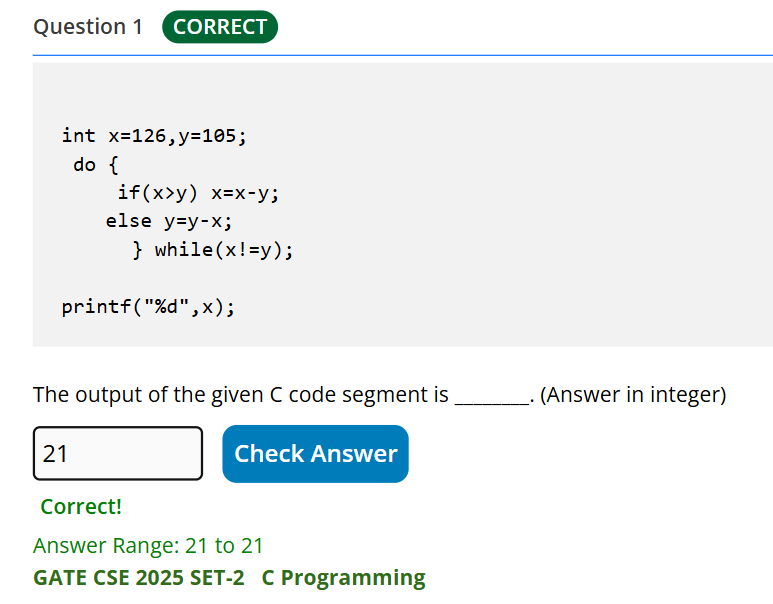 Question 1 CORRECT
int x=126,y=105;
do {
if(x>y) x=x-y;
else y=y-x;
} while(x!=y);
printf("%d",x);
The output of the given C code segment is ________. (Answer in integer)
21 Check Answer
Correct!
Answer Range: 21 to 21
GATE CSE 2025 SET-2 C Programming